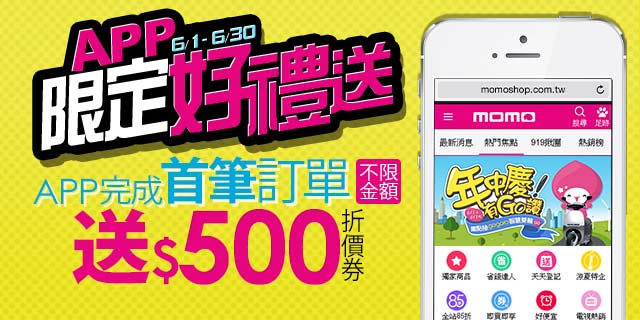 APP 6/1-6/30
限定好禮送
APP完成首筆訂單 不限金額
送$500 折價券
momoshop.com.tw
momo 搜尋 足跡
最新消息 熱門焦點 919揪團 熱銷榜
年中慶!
有Go讚
獨家商品 省錢達人 天天登記 涼夏特企
85 券
全站85折 即買即享 好便宜 電視熱銷